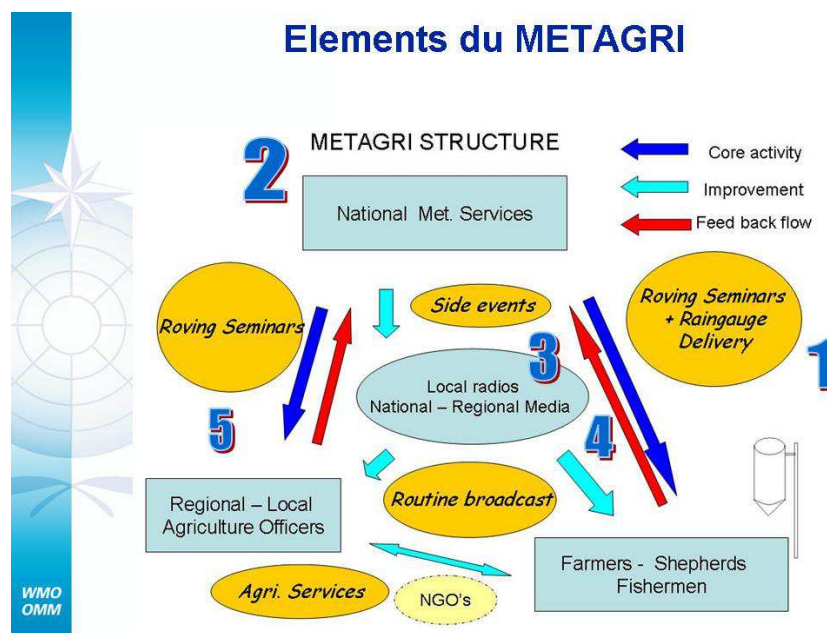 Elements du METAGRI
METAGRI STRUCTURE
2
National Met. Services
Core activity
Improvement
Feed back flow
Roving Seminars
Side events
Roving Seminars
+ Raingauge
Delivery
1
3
Local radios
National – Regional Media
5
4
Regional – Local
Agriculture Officers
Routine broadcast
Farmers - Shepherds
Fishermen
Agri. Services
NGO's
WMO
OMM